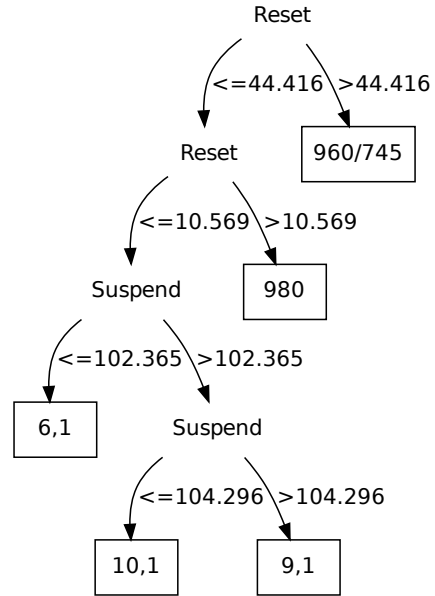 Reset
<=44.416 >44.416
Reset 960/745
<=10.569 >10.569
Suspend 980
<=102.365 >102.365
6,1 Suspend
<=104.296 >104.296
10,1 9,1